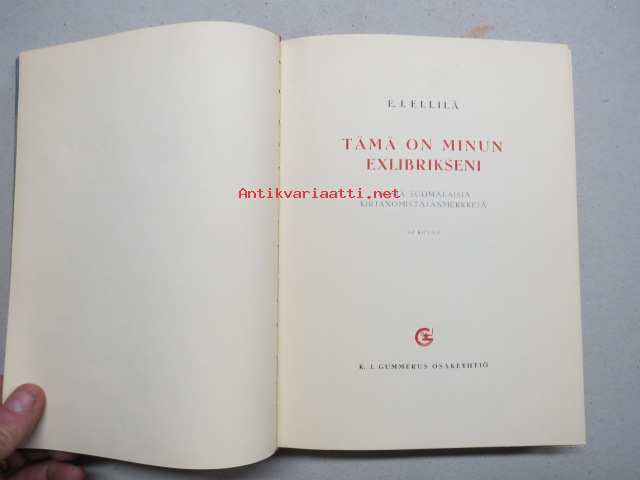 E. J. ELLILÄ
TÄMÄ ON MINUN
EXLIBRIKSENI
Antikvariaatti.net
SUOMALAISIA
KIRJANOMISTAJANMERKKEJÄ
K. J. GUMMERUS OSAKEYHTIÖ